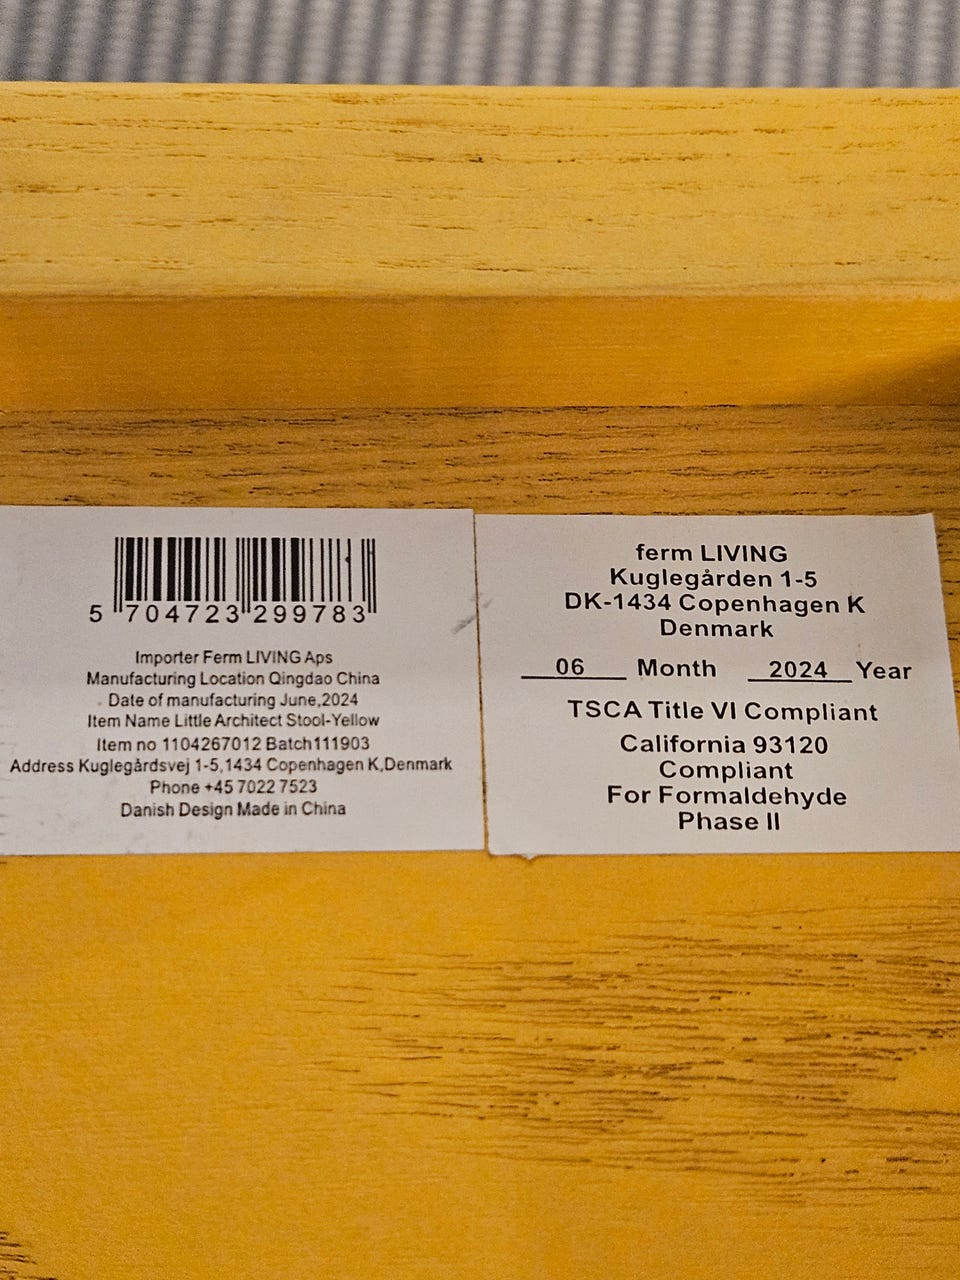 5 704723 299783
Importer Ferm LIVING Aps
Manufacturing Location Qingdao China
Date of manufacturing June,2024
Item Name Little Architect Stool-Yellow
Item no 1104267012 Batch111903
Address Kuglegårdsvej 1-5,1434 Copenhagen K,Denmark
Phone +45 7022 7523
Danish Design Made in China
ferm LIVING
Kuglegården 1-5
DK-1434 Copenhagen K
Denmark
06 Month 2024 Year
TSCA Title VI Compliant
California 93120
Compliant
For Formaldehyde
Phase II